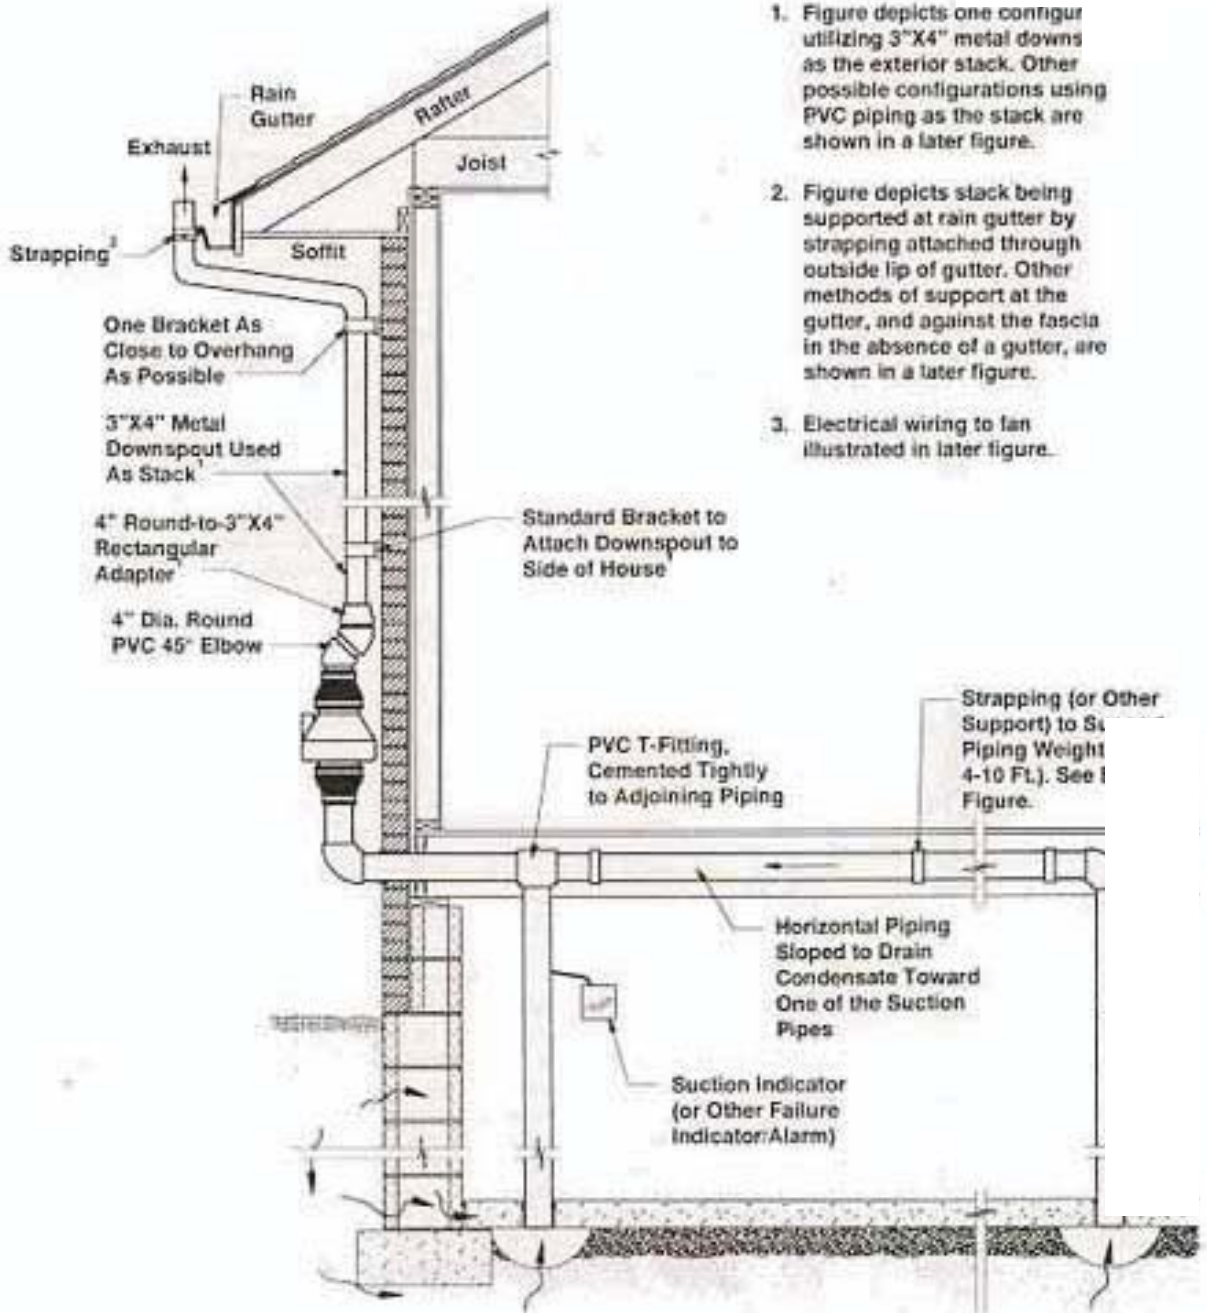 1. Figure depicts one configur
utilizing 3"X4" metal downs
as the exterior stack. Other
possible configurations using
PVC piping as the stack are
shown in a later figure.
2. Figure depicts stack being
supported at rain gutter by
strapping attached through
outside lip of gutter. Other
methods of support at the
gutter, and against the fascia
in the absence of a gutter, are
shown in a later figure.
3. Electrical wiring to fan
illustrated in later figure.
Rain
Gutter
Exhaust
Rafter
Joist
Strapping²
Soffit
One Bracket As
Close to Overhang
As Possible
3"X4" Metal
Downspout Used
As Stack¹
4" Round-to-3"X4"
Rectangular
Adapter¹
4" Dia. Round
PVC 45° Elbow
Standard Bracket to
Attach Downspout to
Side of House¹
PVC T-Fitting,
Cemented Tightly
to Adjoining Piping
Strapping (or Other
Support) to
Piping Weight
4-10 Ft.). See
Figure.
Horizontal Piping
Sloped to Drain
Condensate Toward
One of the Suction
Pipes
Suction Indicator
(or Other Failure
Indicator/Alarm)